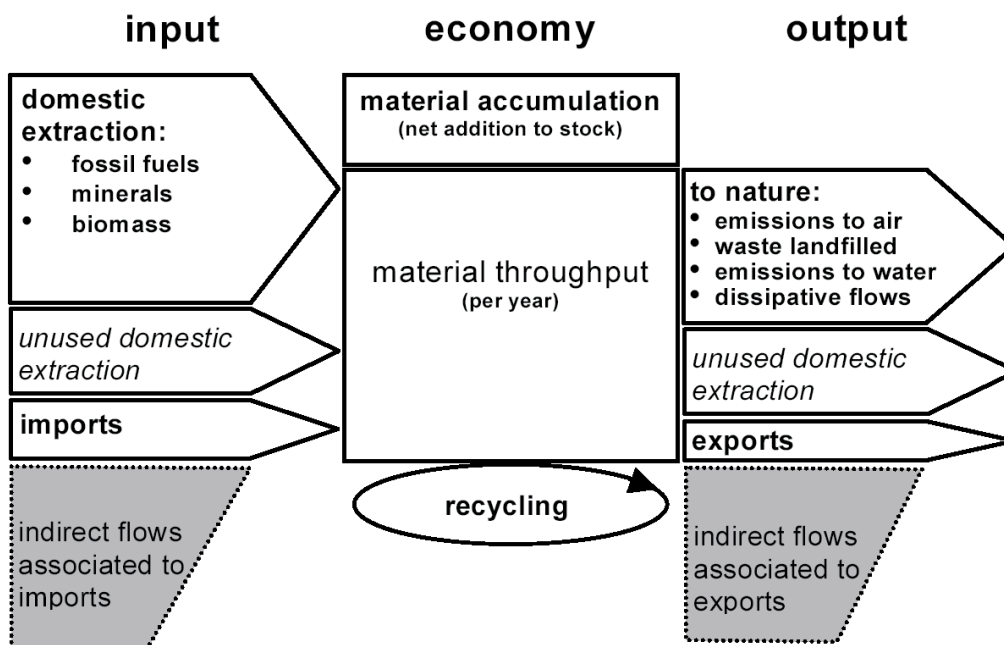 input
economy
output
domestic
extraction:
• fossil fuels
• minerals
• biomass
unused domestic
extraction
imports
indirect flows
associated to
imports
material accumulation
(net addition to stock)
material throughput
(per year)
recycling
to nature:
• emissions to air
• waste landfilled
• emissions to water
• dissipative flows
unused domestic
extraction
exports
indirect flows
associated to
exports